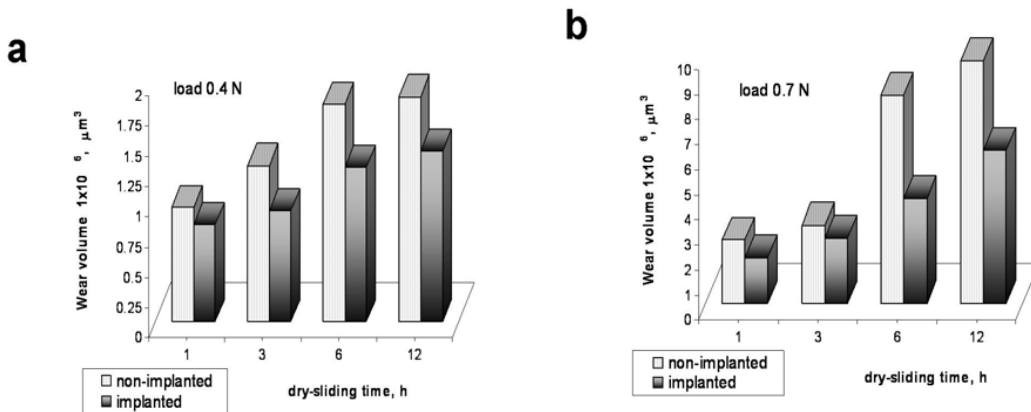 a
load 0.4 N
Wear volume 1x10 6, μm3
2
1.75
1.5
1.25
1
0.75
0.5
0.25
0
1 3 6 12
non-implanted
implanted
dry-sliding time, h
b
load 0.7 N
Wear volume 1x10 6, μm3
10
9
8
7
6
5
4
3
2
1
0
1 3 6 12
non-implanted
implanted
dry-sliding time, h